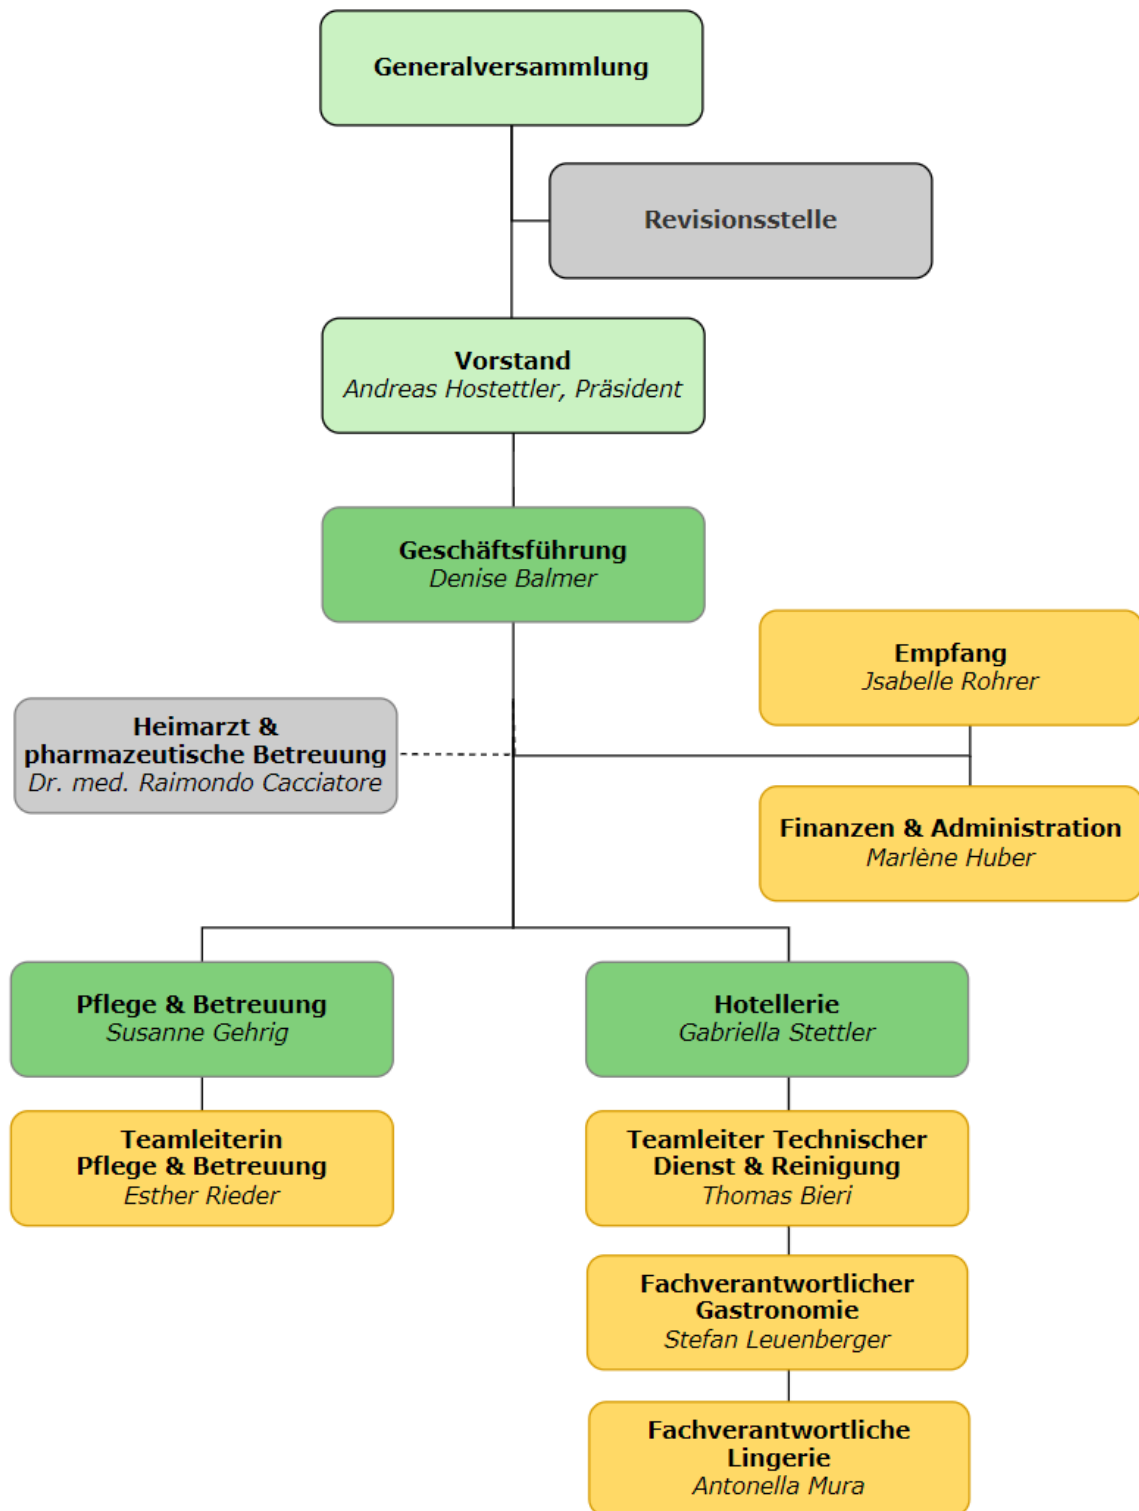 Generalversammlung
Revisionsstelle
Vorstand
Andreas Hostettler, Präsident
Geschäftsführung
Denise Balmer
Empfang
Jsabelle Rohrer
Heimarzt &
pharmazeutische Betreuung
Dr. med. Raimondo Cacciatore
Finanzen & Administration
Marlène Huber
Pflege & Betreuung
Susanne Gehrig
Hotellerie
Gabriella Stettler
Teamleiterin
Pflege & Betreuung
Esther Rieder
Teamleiter Technischer
Dienst & Reinigung
Thomas Bieri
Fachverantwortlicher
Gastronomie
Stefan Leuenberger
Fachverantwortliche
Lingerie
Antonella Mura